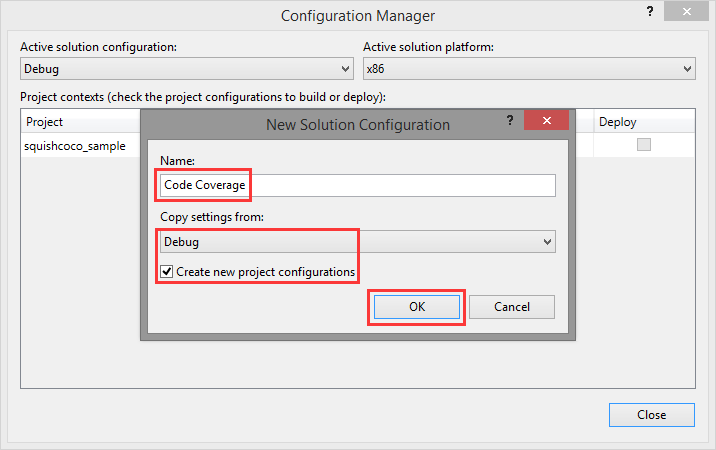 Configuration Manager
?
Active solution configuration:
Active solution platform:
Debug
x86
Project contexts (check the project configurations to build or deploy):
Project
Deploy
squishcoco_sample
New Solution Configuration
?
Name:
Code Coverage
Copy settings from:
Debug
Create new project configurations
OK
Cancel
Close